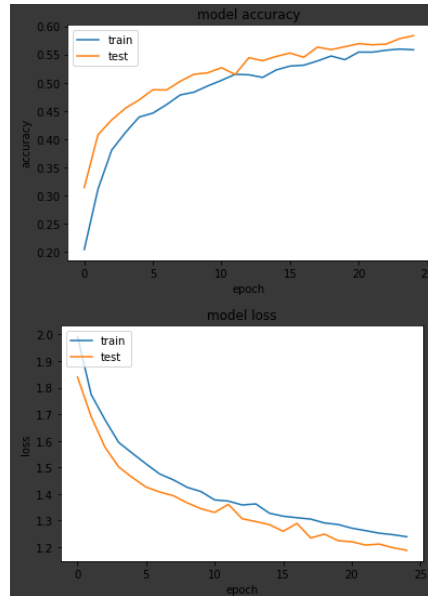 model accuracy
0.60
train
test
0.55
0.50
0.45
accuracy
0.40
0.35
0.30
0.25
0.20
0 5 10 15 20 25
epoch
model loss
2.0
train
test
1.9
1.8
1.7
loss
1.6
1.5
1.4
1.3
1.2
0 5 10 15 20 25
epoch